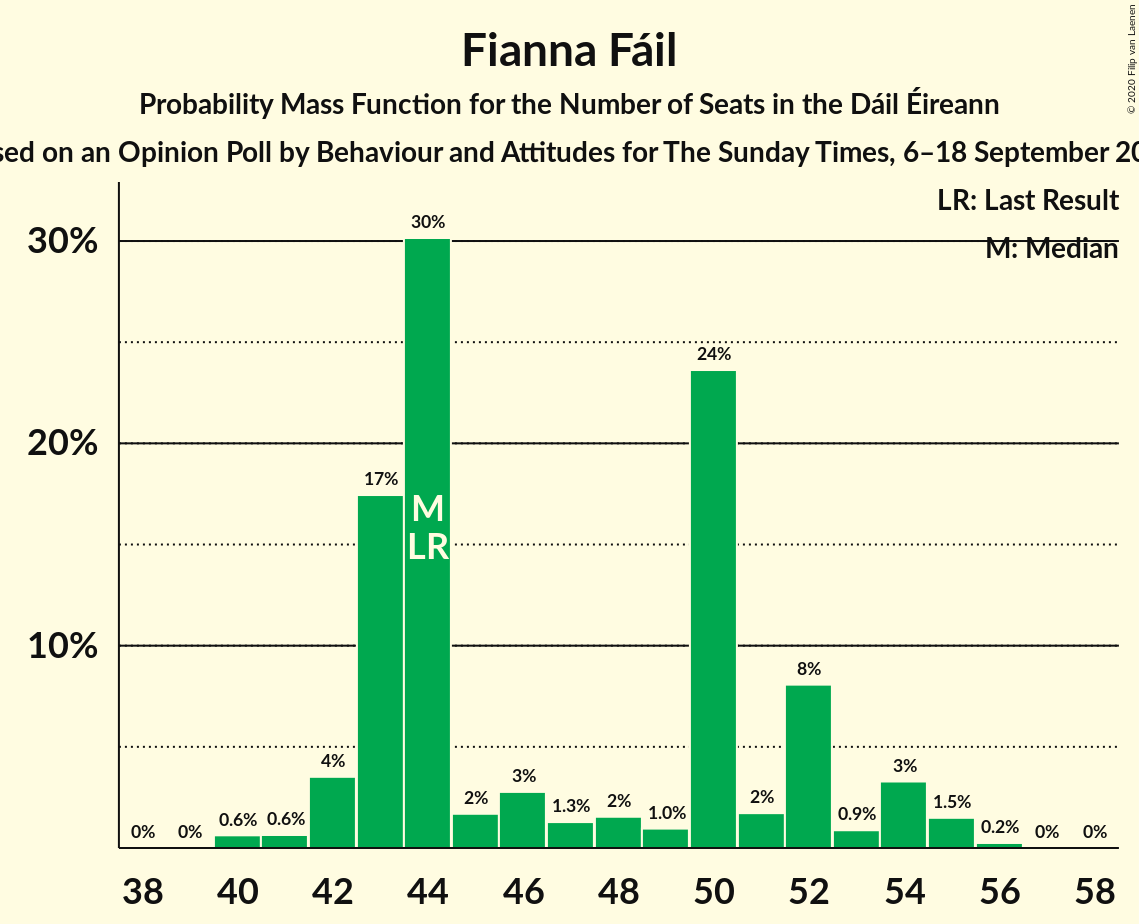 Fianna Fáil
Probability Mass Function for the Number of Seats in the Dáil Éireann
on an Opinion Poll by Behaviour and Attitudes for The Sunday Times, 6–18 September
© 2020 Filip van Laenen
LR: Last Result
M: Median
30%
20%
10%
0%
0%
0.6%
0.6%
4%
17%
30%
2%
3%
1.3%
2%
1.0%
24%
2%
8%
0.9%
3%
1.5%
0.2%
0%
0%
M
LR
38 40 42 44 46 48 50 52 54 56 58